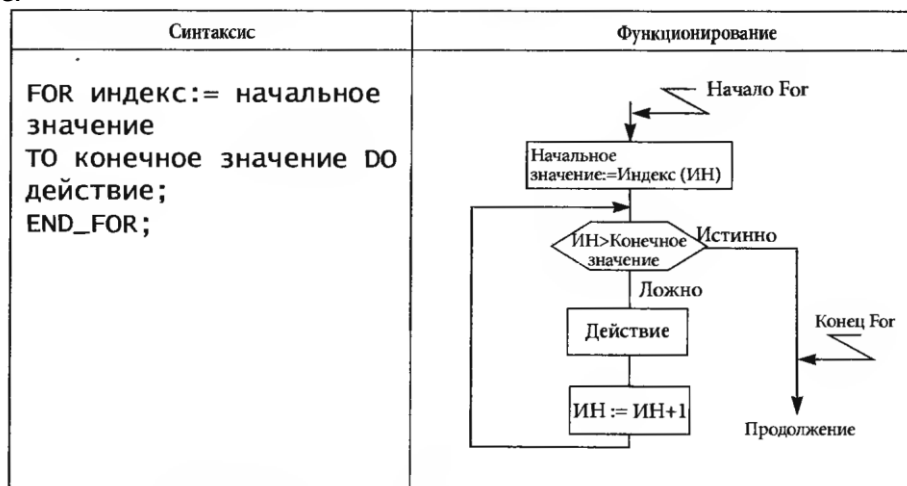 Синтаксис
Функционирование
FOR индекс:= начальное
значение
TO конечное значение DO
действие;
END_FOR;
Начало For
Начальное
значение:=Индекс (ИН)
ИН>Конечное
значение
Истинно
Ложно
Действие
Конец For
ИН := ИН+1
Продолжение